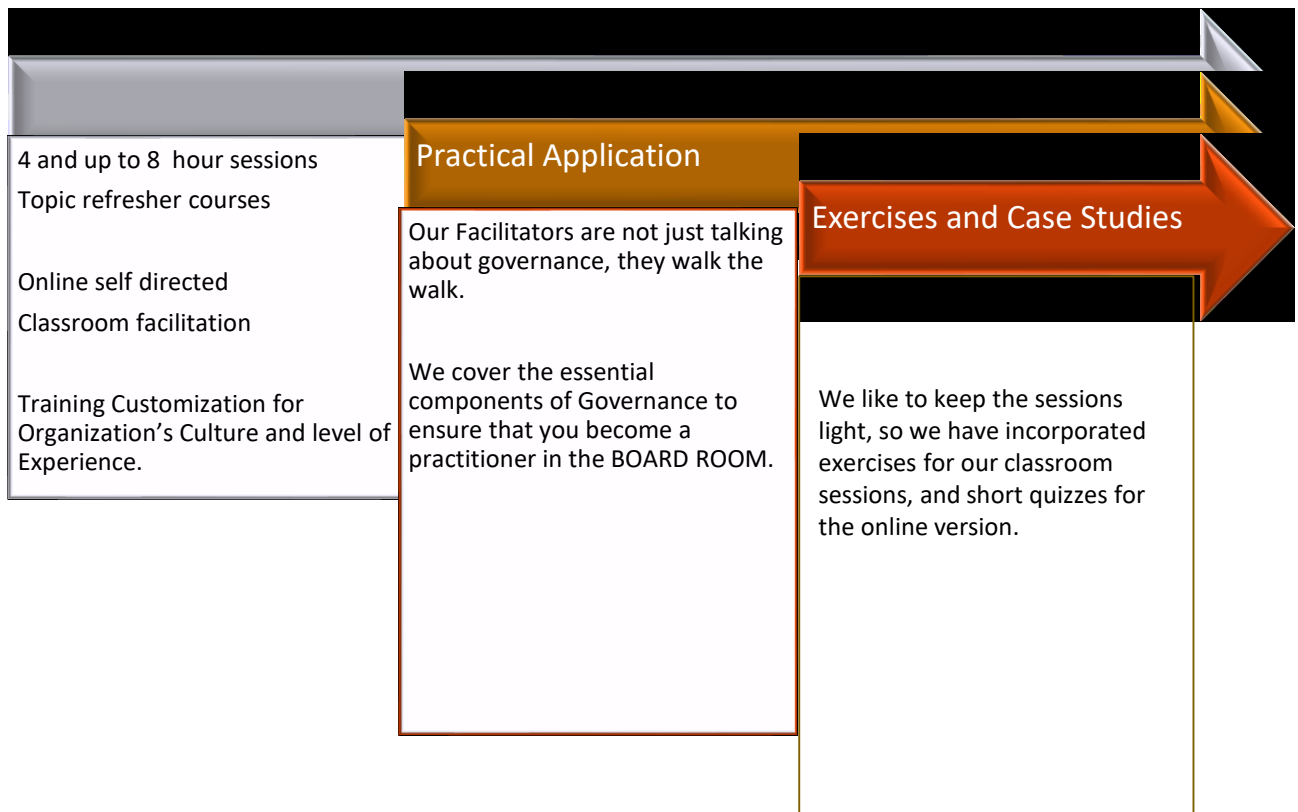 4 and up to 8  hour sessions
Topic refresher courses
Online self directed
Classroom facilitation
Training Customization for
Organization’s Culture and level of
Experience.
Practical Application
Our Facilitators are not just talking
about governance, they walk the
walk.
We cover the essential
components of Governance to
ensure that you become a
practitioner in the BOARD ROOM.
Exercises and Case Studies
We like to keep the sessions
light, so we have incorporated
exercises for our classroom
sessions, and short quizzes for
the online version.